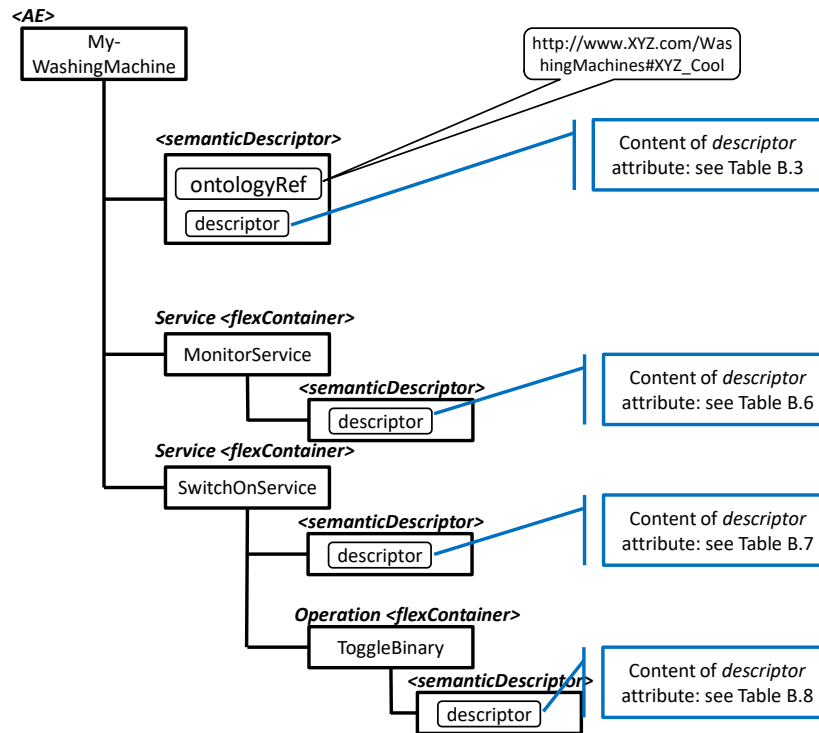 <AE>
My-
WashingMachine
http://www.XYZ.com/Was
hingMachines#XYZ_Cool
<semanticDescriptor>
ontologyRef
descriptor
Content of descriptor
attribute: see Table B.3
Service <flexContainer>
MonitorService
<semanticDescriptor>
descriptor
Content of descriptor
attribute: see Table B.6
Service <flexContainer>
SwitchOnService
<semanticDescriptor>
descriptor
Content of descriptor
attribute: see Table B.7
Operation <flexContainer>
ToggleBinary
<semanticDescriptor>
descriptor
Content of descriptor
attribute: see Table B.8